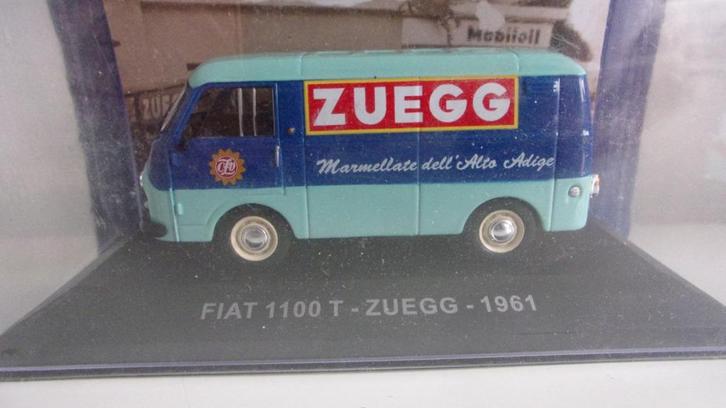 Mobiloil
ZUEGG
Marmellate dell'Alto Adige
FIAT 1100 T - ZUEGG - 1961